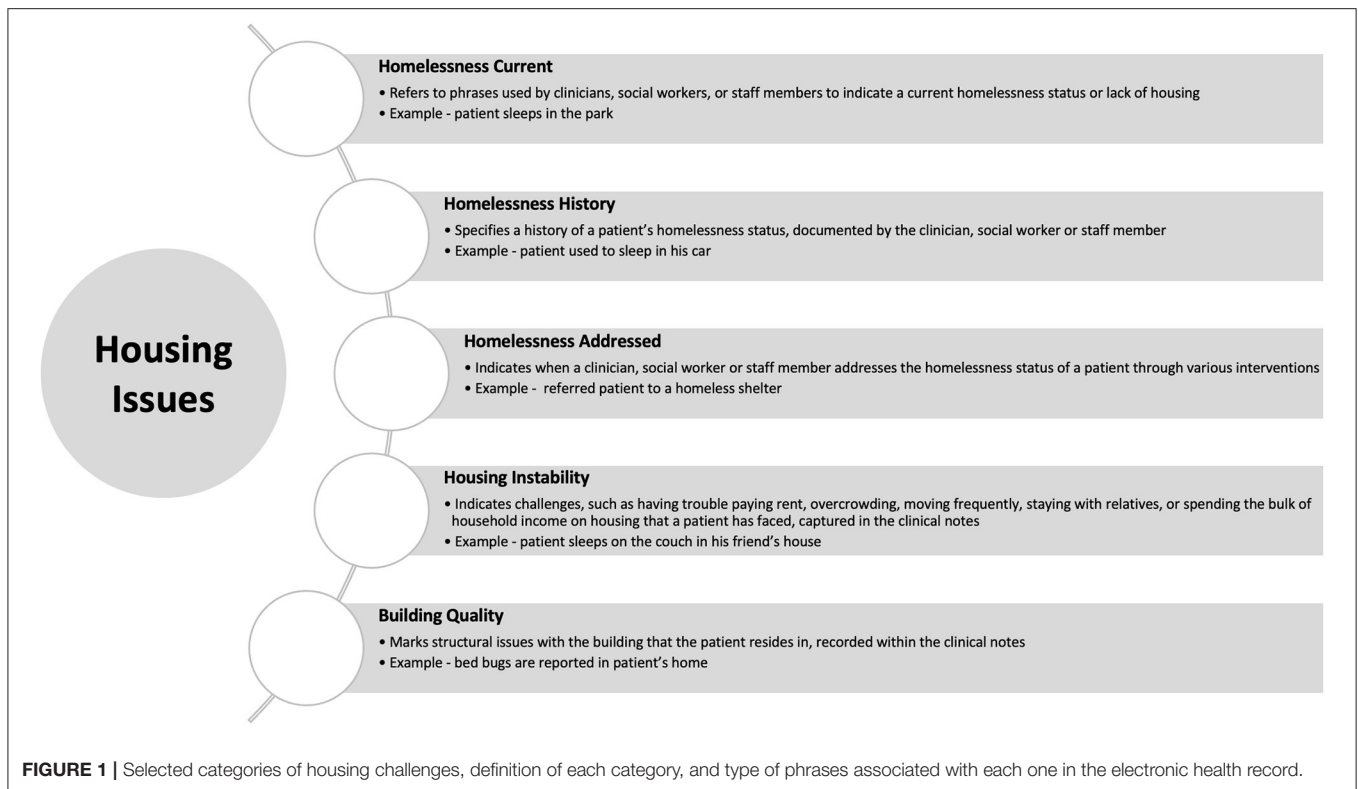 Housing
Issues
Homelessness Current
• Refers to phrases used by clinicians, social workers, or staff members to indicate a current homelessness status or lack of housing
• Example - patient sleeps in the park
Homelessness History
• Specifies a history of a patient’s homelessness status, documented by the clinician, social worker or staff member
• Example - patient used to sleep in his car
Homelessness Addressed
• Indicates when a clinician, social worker or staff member addresses the homelessness status of a patient through various interventions
• Example - referred patient to a homeless shelter
Housing Instability
• Indicates challenges, such as having trouble paying rent, overcrowding, moving frequently, staying with relatives, or spending the bulk of
household income on housing that a patient has faced, captured in the clinical notes
• Example - patient sleeps on the couch in his friend’s house
Building Quality
• Marks structural issues with the building that the patient resides in, recorded within the clinical notes
• Example - bed bugs are reported in patient’s home
FIGURE 1 | Selected categories of housing challenges, definition of each category, and type of phrases associated with each one in the electronic health record.